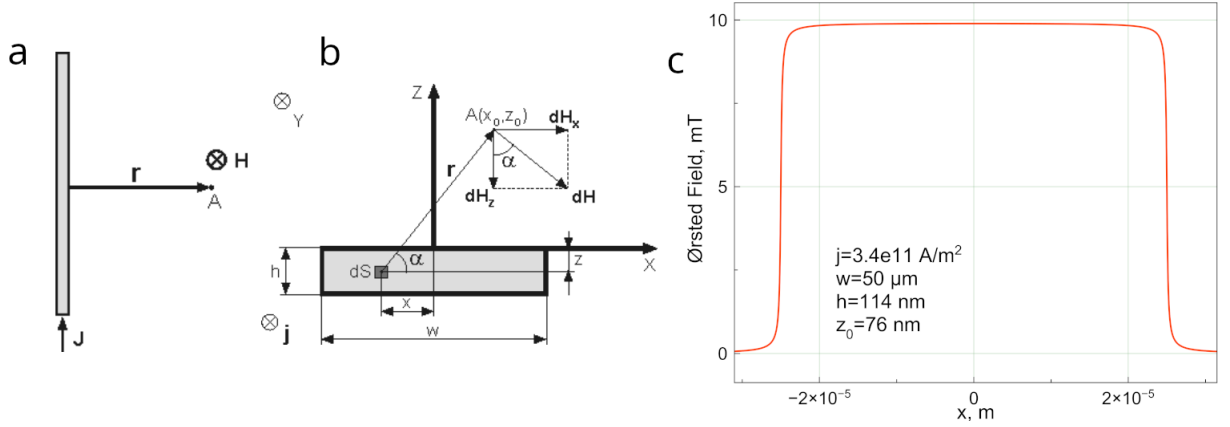 a
r
H
A
J
b
Z
Y
A(x₀,z₀)
dHₓ
r
α
dH_z
dH
h
dS
α
z
X
x
j
w
c
Ørsted Field, mT
10
5
0
j=3.4e11 A/m²
w=50 µm
h=114 nm
z₀=76 nm
−2×10⁻⁵
0
2×10⁻⁵
x, m